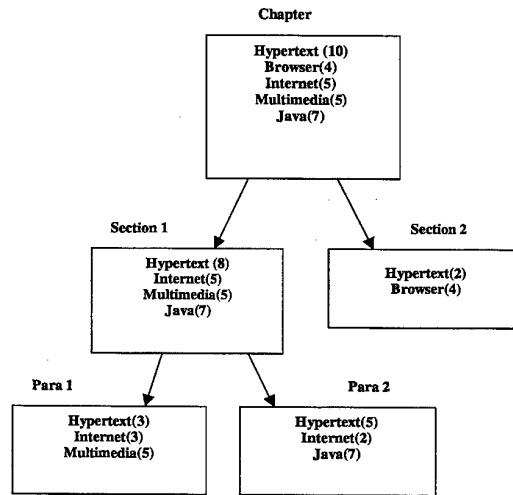 Chapter
Hypertext (10)
Browser(4)
Internet(5)
Multimedia(5)
Java(7)
Section 1
Section 2
Hypertext (8)
Internet(5)
Multimedia(5)
Java(7)
Hypertext(2)
Browser(4)
Para 1
Para 2
Hypertext(3)
Internet(3)
Multimedia(5)
Hypertext(5)
Internet(2)
Java(7)